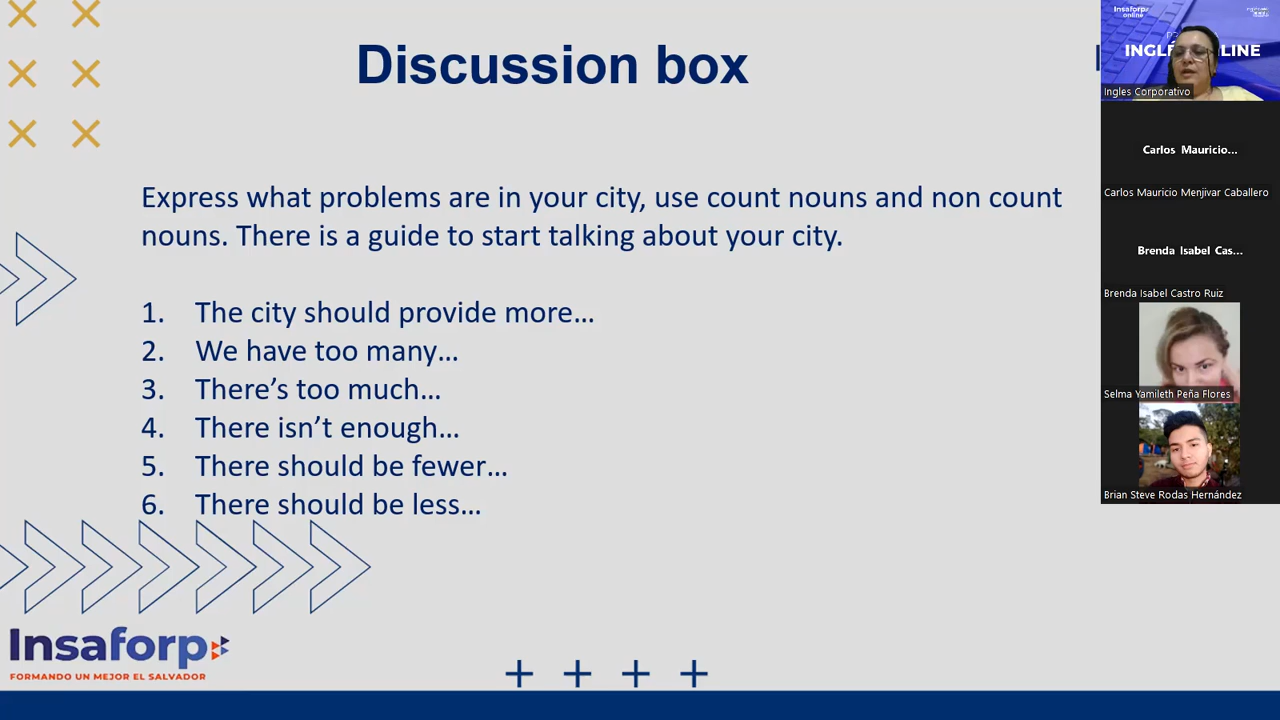 Discussion box
Express what problems are in your city, use count nouns and non count
nouns. There is a guide to start talking about your city.
1. The city should provide more...
2. We have too many...
3. There's too much...
4. There isn't enough...
5. There should be fewer...
6. There should be less...
Insaforp
FORMANDO UN MEJOR EL SALVADOR
Insaforp
online
Ingles Corporativo
Carlos Mauricio...
Carlos Mauricio Menjivar Caballero
Brenda Isabel Cas...
Brenda Isabel Castro Ruiz
Selma Yamileth Peña Flores
Brian Steve Rodas Hernández